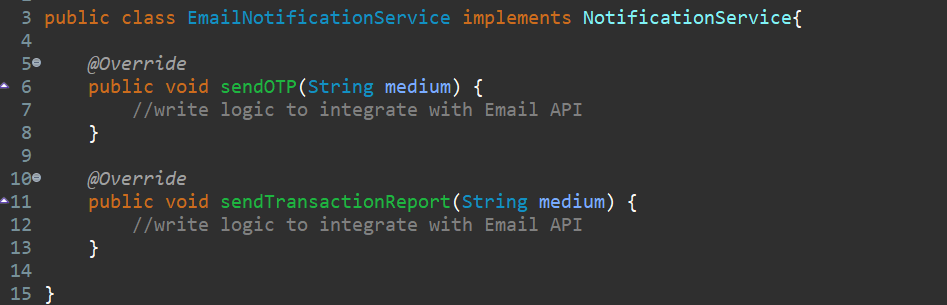 3 public class EmailNotificationService implements NotificationService{
4
5 @Override
6 public void sendOTP(String medium) {
7 //write logic to integrate with Email API
8 }
9
10 @Override
11 public void sendTransactionReport(String medium) {
12 //write logic to integrate with Email API
13 }
14
15 }